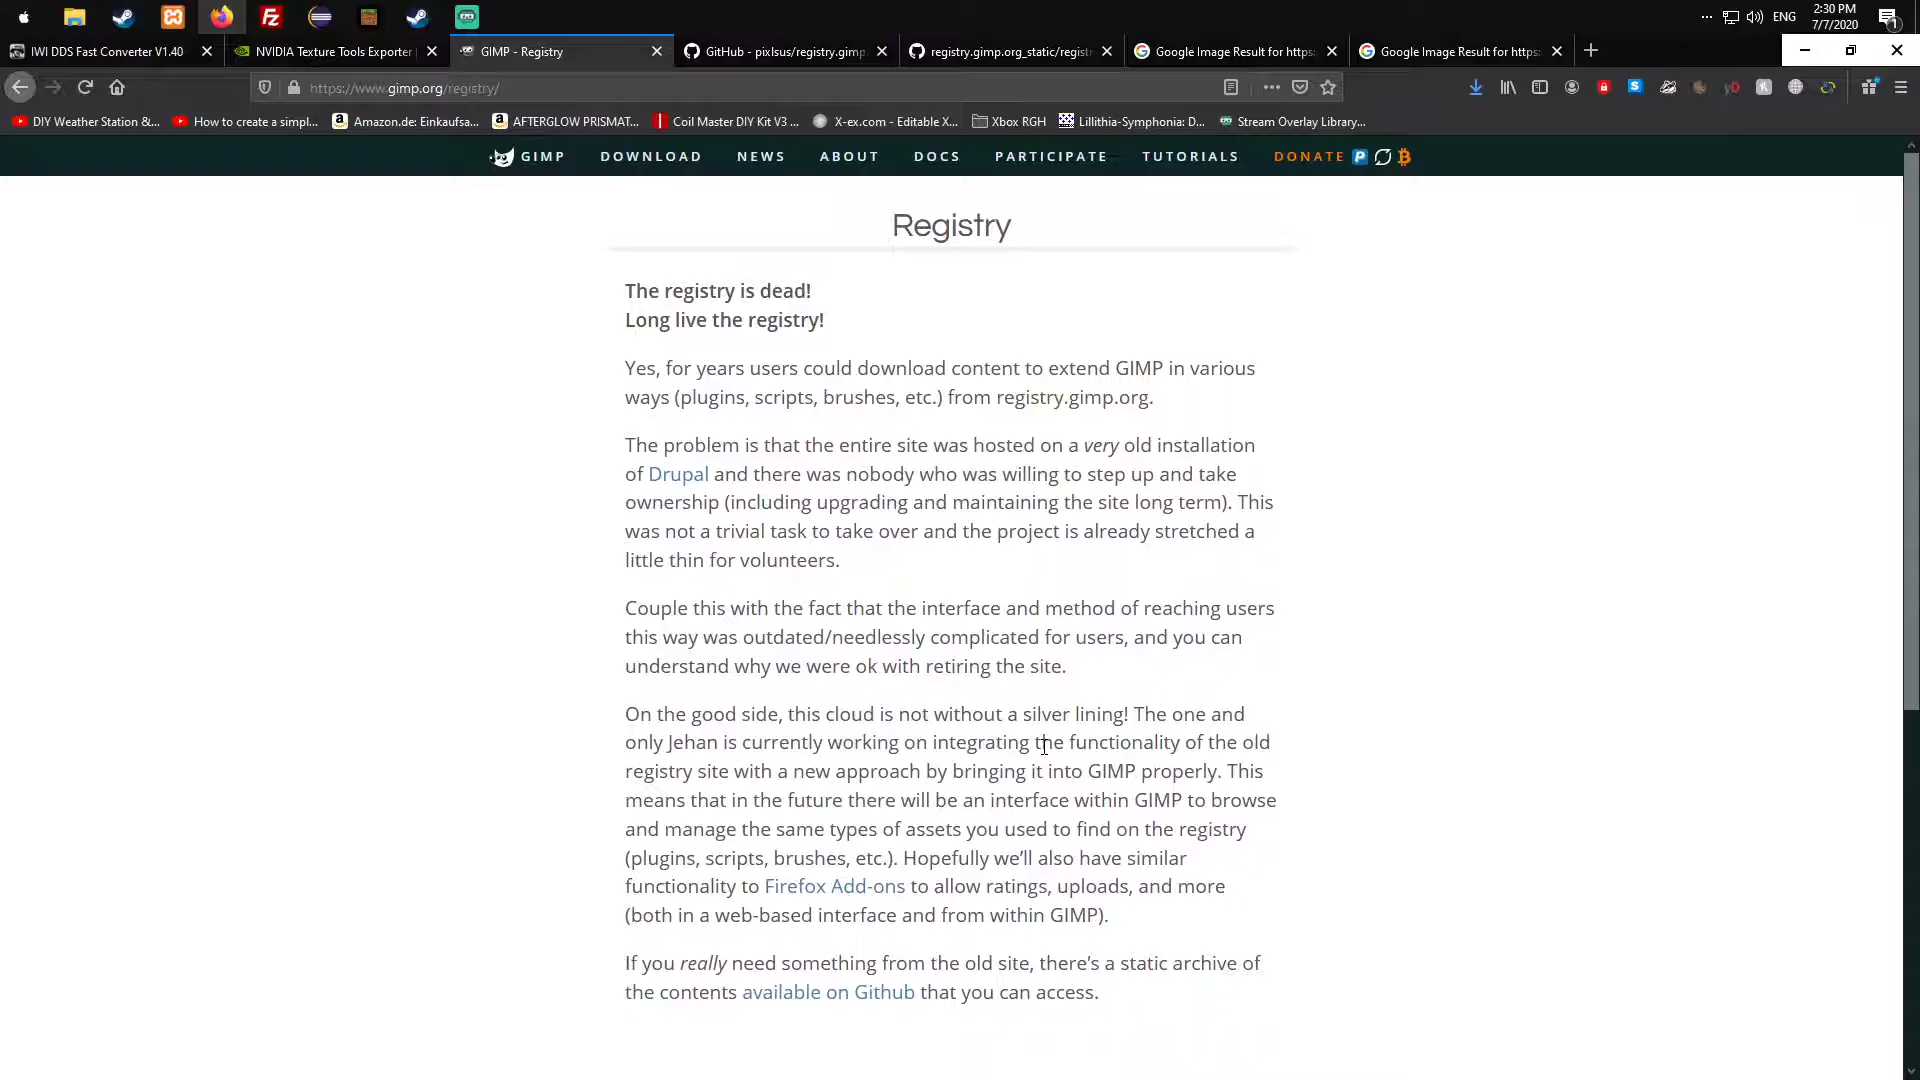 ENG
2:30 PM
7/7/2020
1
IWI DDS Fast Converter V1.40
NVIDIA Texture Tools Exporter
GIMP - Registry
GitHub - pixlsus/registry.gimp
registry.gimp.org_static/registr
Google Image Result for https:
Google Image Result for https:
https://www.gimp.org/registry/
DIY Weather Station &...
How to create a simpl...
Amazon.de: Einkaufsa...
AFTERGLOW PRISMAT...
Coil Master DIY Kit V3 ...
X-ex.com - Editable X...
Xbox RGH
Lillithia-Symphonia: D...
Stream Overlay Library...
GIMP
DOWNLOAD
NEWS
ABOUT
DOCS
PARTICIPATE
TUTORIALS
DONATE
Registry
The registry is dead!
Long live the registry!
Yes, for years users could download content to extend GIMP in various
ways (plugins, scripts, brushes, etc.) from registry.gimp.org.
The problem is that the entire site was hosted on a very old installation
of Drupal and there was nobody who was willing to step up and take
ownership (including upgrading and maintaining the site long term). This
was not a trivial task to take over and the project is already stretched a
little thin for volunteers.
Couple this with the fact that the interface and method of reaching users
this way was outdated/needlessly complicated for users, and you can
understand why we were ok with retiring the site.
On the good side, this cloud is not without a silver lining! The one and
only Jehan is currently working on integrating the functionality of the old
registry site with a new approach by bringing it into GIMP properly. This
means that in the future there will be an interface within GIMP to browse
and manage the same types of assets you used to find on the registry
(plugins, scripts, brushes, etc.). Hopefully we’ll also have similar
functionality to Firefox Add-ons to allow ratings, uploads, and more
(both in a web-based interface and from within GIMP).
If you really need something from the old site, there’s a static archive of
the contents available on Github that you can access.